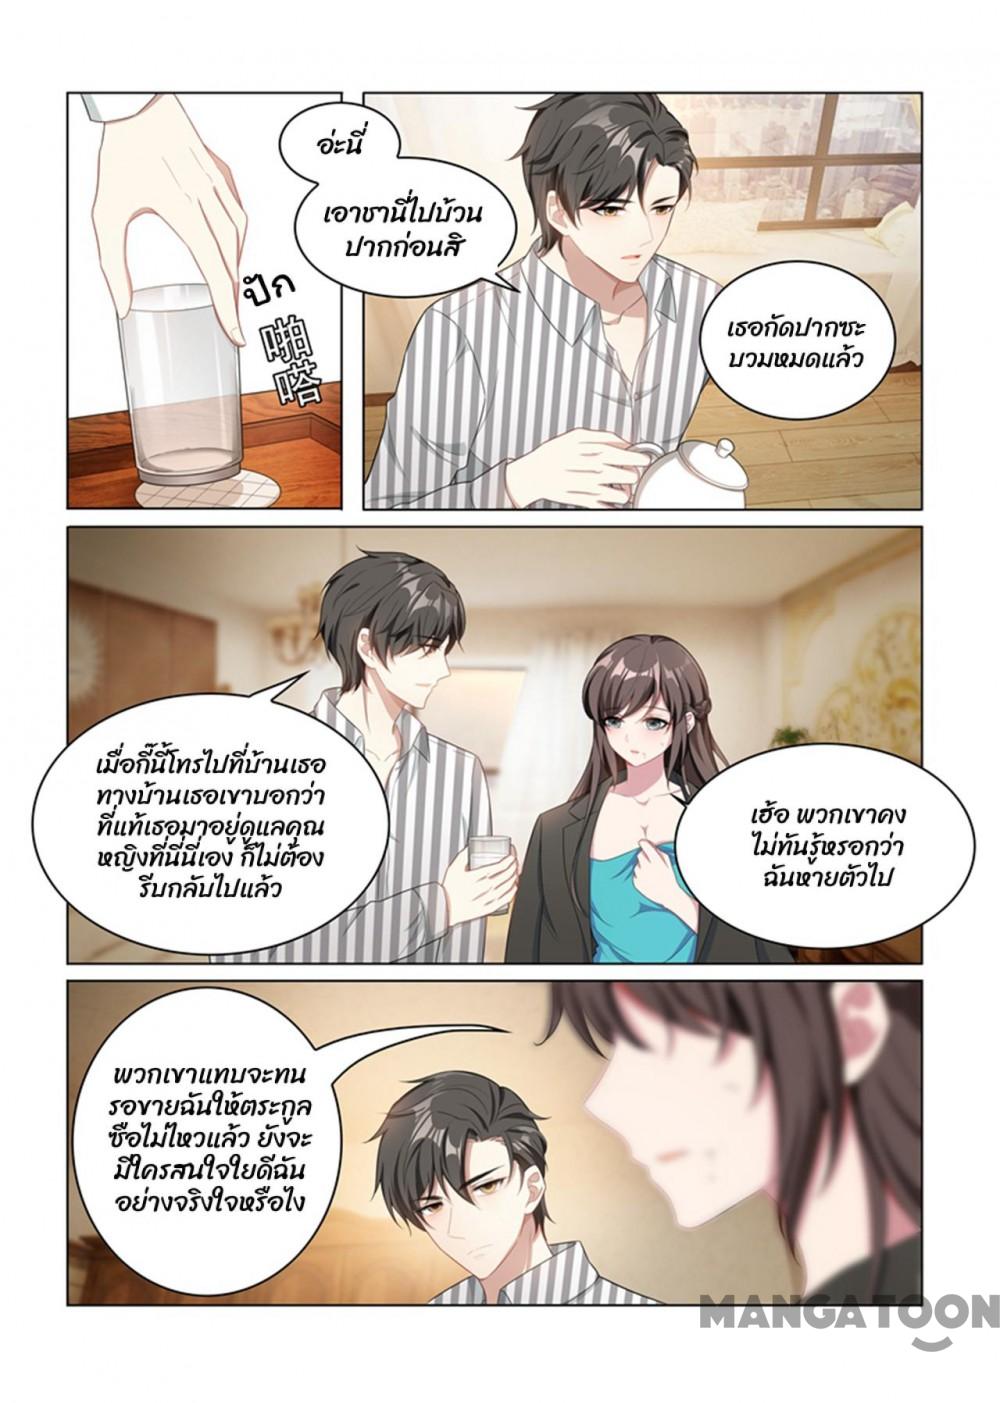 อ่ะนี่
เอาชานี่ไปบ้วน
ปากก่อนสิ
ปัก
啪
嗒
เธอกัดปากซะ
บวมหมดแล้ว
เมื่อกี๊นี้โทรไปที่บ้านเธอ
ทางบ้านเธอเขาบอกว่า
ที่แท้เธอมาอยู่ดูแลคุณ
หญิงที่นี่นี่เอง ก็ไม่ต้อง
รีบกลับไปแล้ว
เฮ้อ พวกเขาคง
ไม่ทันรู้หรอกว่า
ฉันหายตัวไป
พวกเขาแทบจะทน
รอขายฉันให้ตระกูล
ซือไม่ไหวแล้ว ยังจะ
มีใครสนใจใยดีฉัน
อย่างจริงใจหรือไง
MANGATOON